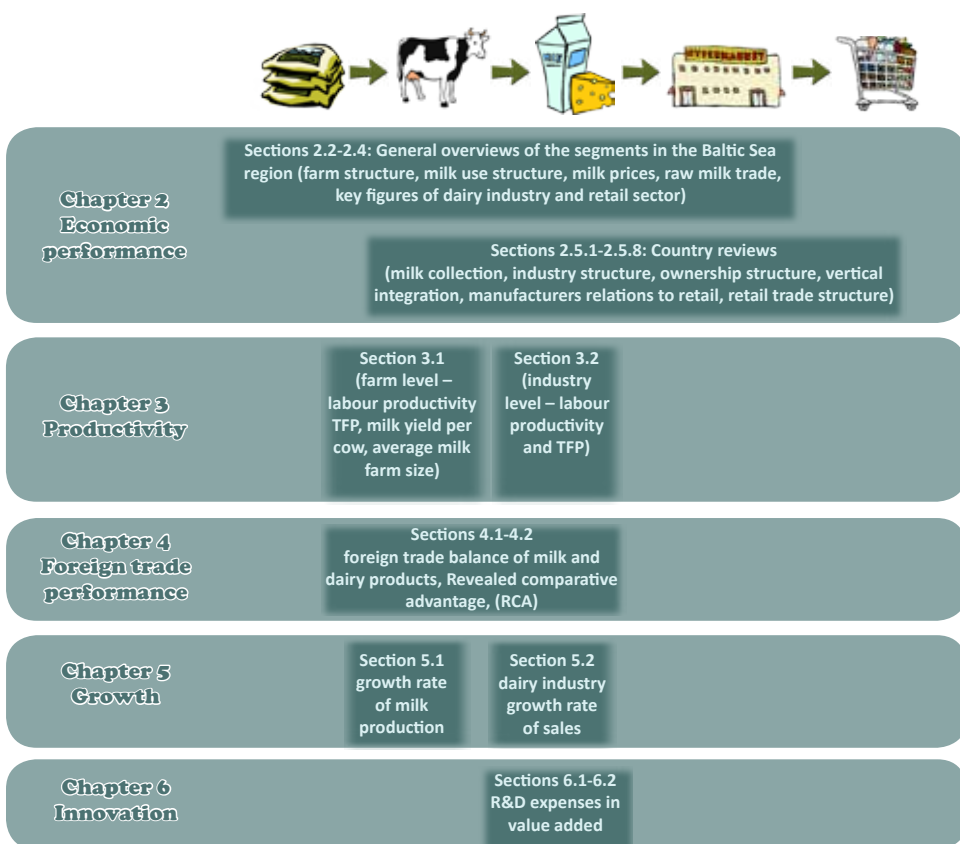 HYPERMARKET
Chapter 2
Economic
performance
Sections 2.2-2.4: General overviews of the segments in the Baltic Sea
region (farm structure, milk use structure, milk prices, raw milk trade,
key figures of dairy industry and retail sector)
Sections 2.5.1-2.5.8: Country reviews
(milk collection, industry structure, ownership structure, vertical
integration, manufacturers relations to retail, retail trade structure)
Chapter 3
Productivity
Section 3.1
(farm level –
labour productivity
TFP, milk yield per
cow, average milk
farm size)
Section 3.2
(industry
level – labour
productivity
and TFP)
Chapter 4
Foreign trade
performance
Sections 4.1-4.2
foreign trade balance of milk and
dairy products, Revealed comparative
advantage, (RCA)
Chapter 5
Growth
Section 5.1
growth rate
of milk
production
Section 5.2
dairy industry
growth rate
of sales
Chapter 6
Innovation
Sections 6.1-6.2
R&D expenses in
value added